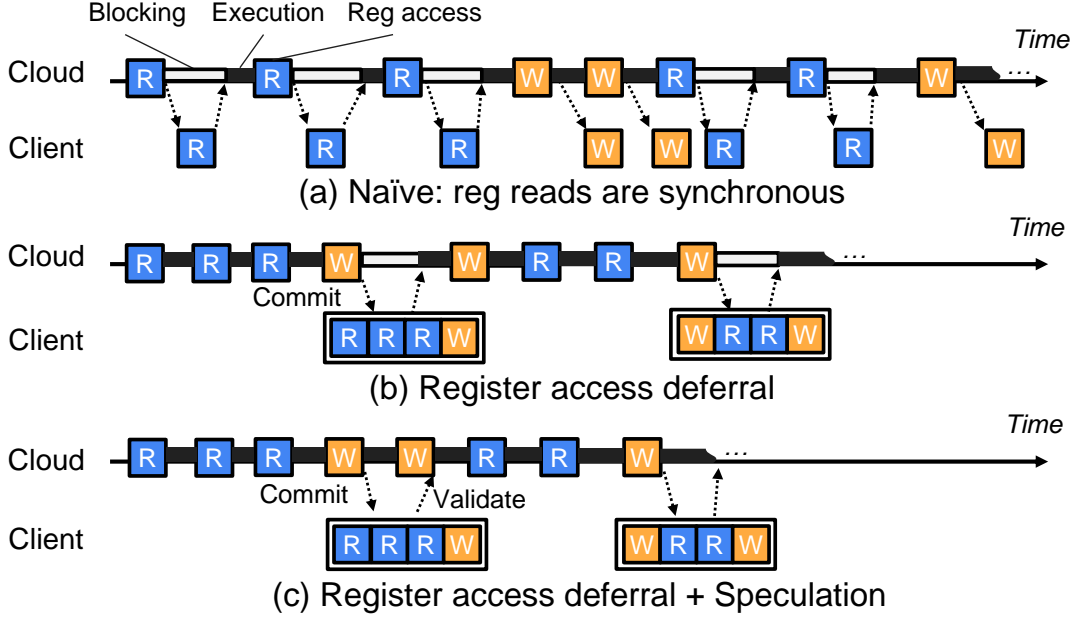 Blocking Execution Reg access
Time
Cloud R R R W W R R W ...
Client R R R W W R R W
(a) Naïve: reg reads are synchronous
Time
Cloud R R R W W R R W ...
Commit
Client R R R W W R R W
(b) Register access deferral
Time
Cloud R R R W W R R W ...
Commit Validate
Client R R R W W R R W
(c) Register access deferral + Speculation